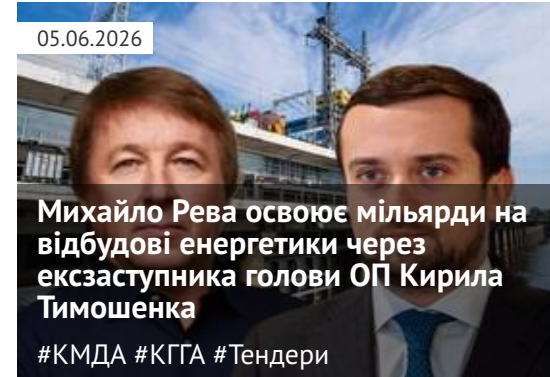 05.06.2026
Михайло Рева освоює мільярди на
відбудові енергетики через
ексзаступника голови ОП Кирила
Тимошенка
#КМДА #КГГА #Тендери